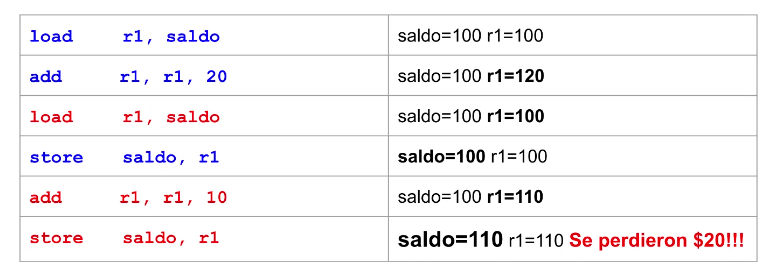 load r1, saldo saldo=100 r1=100
add r1, r1, 20 saldo=100 r1=120
load r1, saldo saldo=100 r1=100
store saldo, r1 saldo=100 r1=100
add r1, r1, 10 saldo=100 r1=110
store saldo, r1 saldo=110 r1=110 Se perdieron $20!!!